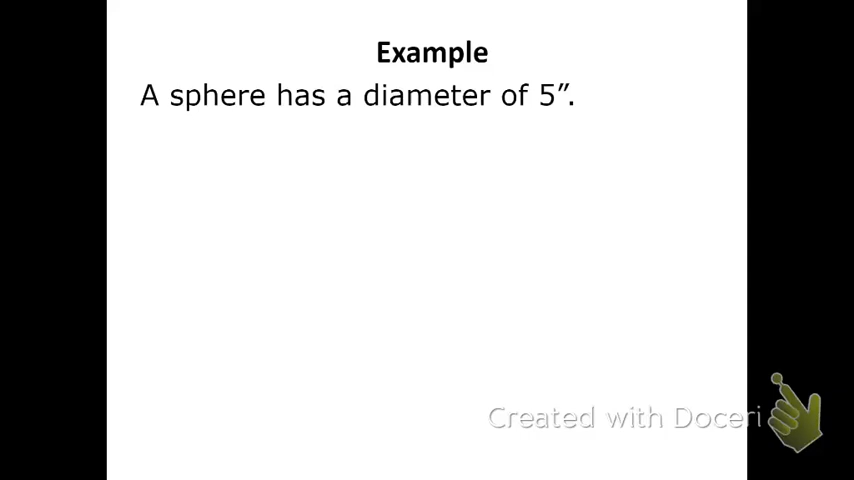 Example
A sphere has a diameter of 5”.
Created with Doceri